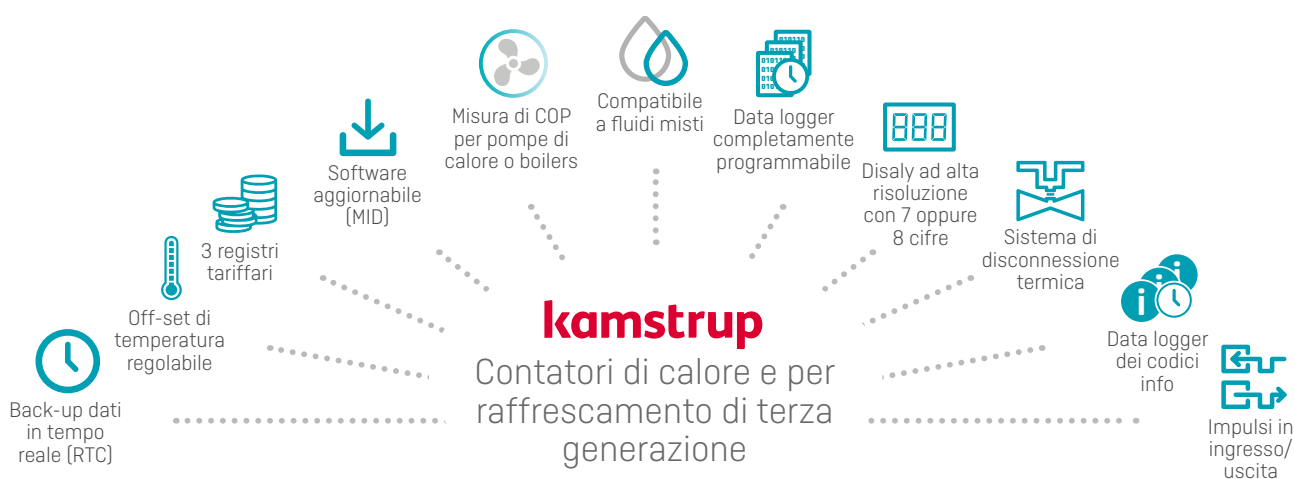 Back-up dati
in tempo
reale (RTC)
Off-set di
temperatura
regolabile
3 registri
tariffari
Software
aggiornabile
(MID)
Misura di COP
per pompe di
calore o boilers
Compatibile
a fluidi misti
010110
Data logger
completamente
programmabile
888
Disaly ad alta
risoluzione
con 7 oppure
8 cifre
Sistema di
disconnessione
termica
Data logger
dei codici
info
Impulsi in
ingresso/
uscita
kamstrup
Contatori di calore e per
raffrescamento di terza
generazione